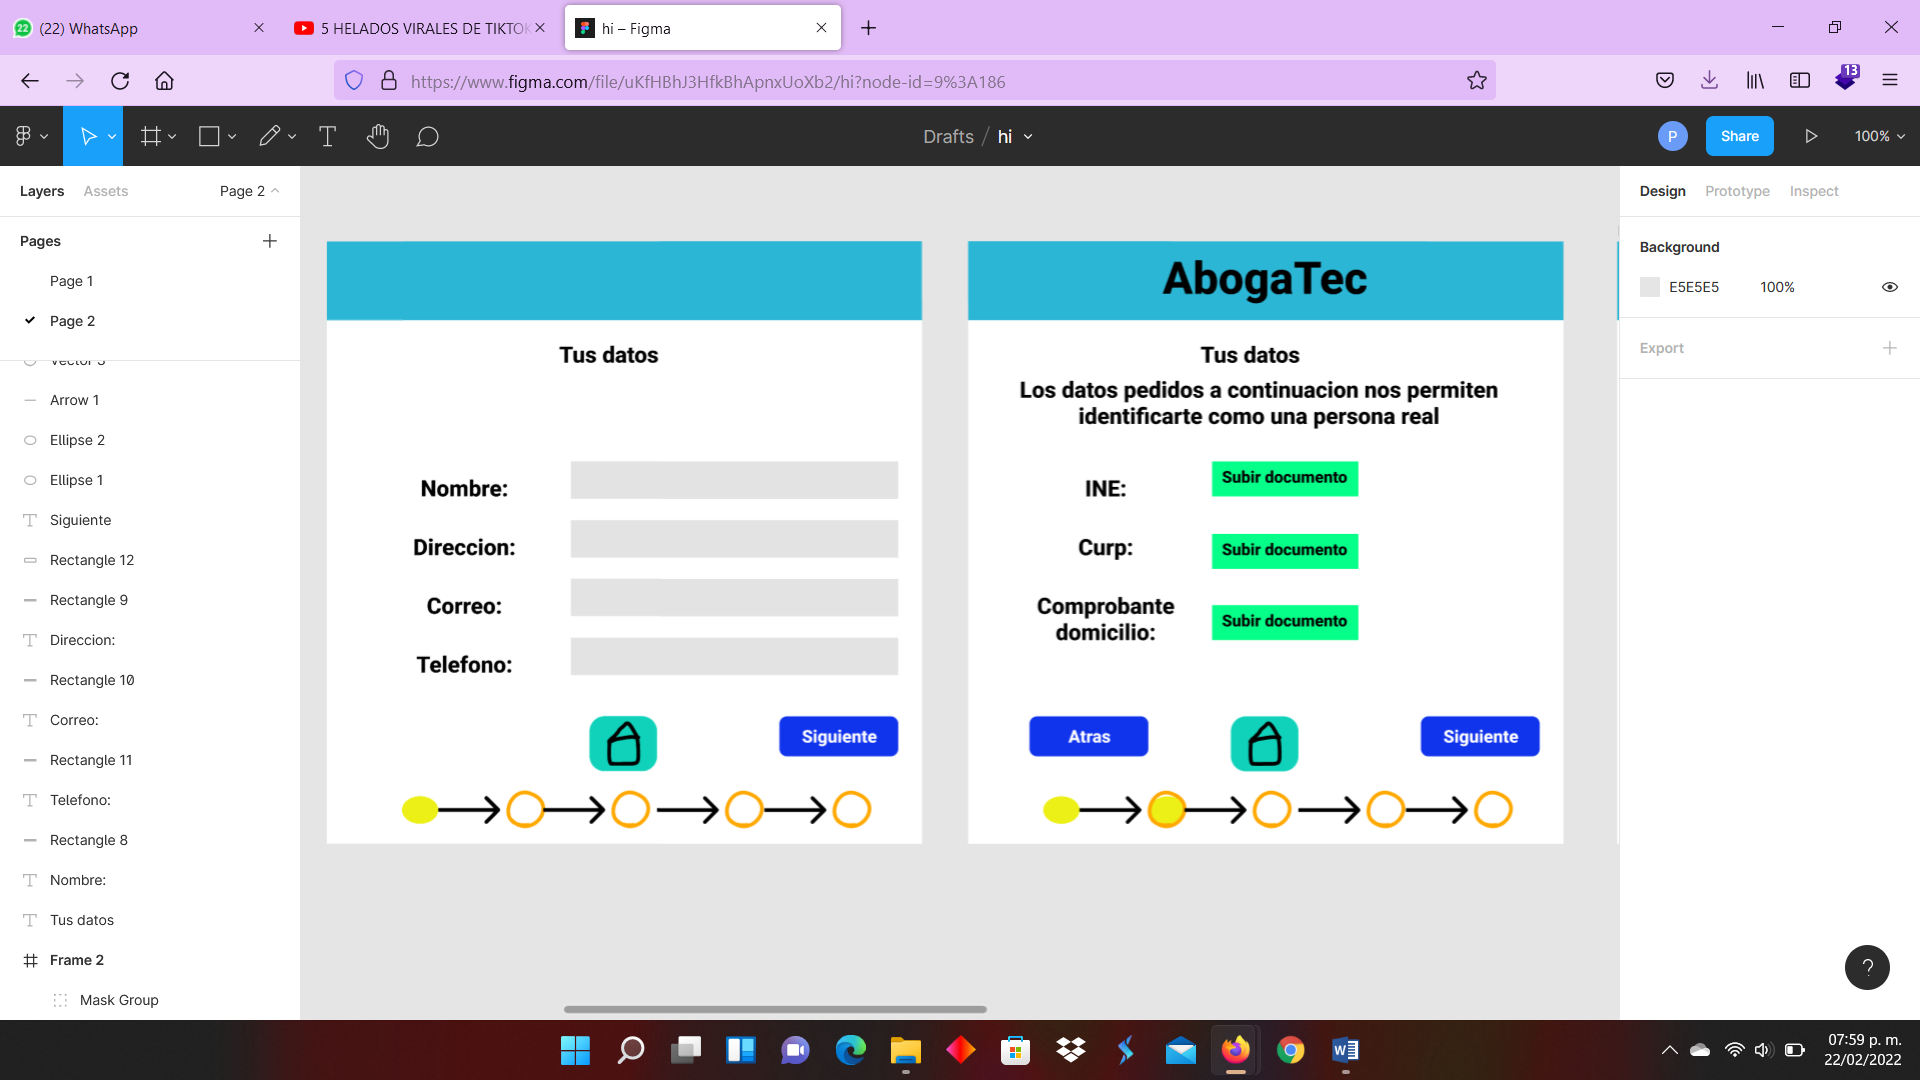 (22) WhatsApp
5 HELADOS VIRALES DE TIKTOK
hi – Figma
https://www.figma.com/file/uKfHBhJ3HfkBhApnxUoXb2/hi?node-id=9%3A186
13
Drafts / hi
P
Share
100%
Layers
Assets
Page 2
Pages
Page 1
Page 2
Vector 3
Arrow 1
Ellipse 2
Ellipse 1
Siguiente
Rectangle 12
Rectangle 9
Direccion:
Rectangle 10
Correo:
Rectangle 11
Telefono:
Rectangle 8
Nombre:
Tus datos
Frame 2
Mask Group
Tus datos
Nombre:
Direccion:
Correo:
Telefono:
Siguiente
AbogaTec
Tus datos
Los datos pedidos a continuacion nos permiten
identificarte como una persona real
INE:
Subir documento
Curp:
Subir documento
Comprobante
domicilio:
Subir documento
Atras
Siguiente
Design
Prototype
Inspect
Background
E5E5E5
100%
Export
?
07:59 p. m.
22/02/2022